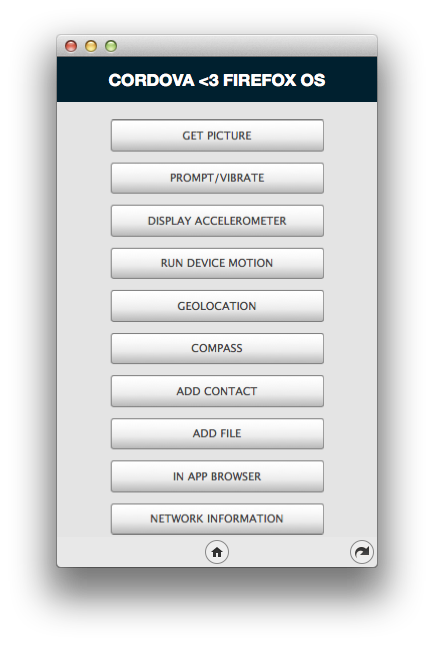 CORDOVA <3 FIREFOX OS
GET PICTURE
PROMPT/VIBRATE
DISPLAY ACCELEROMETER
RUN DEVICE MOTION
GEOLOCATION
COMPASS
ADD CONTACT
ADD FILE
IN APP BROWSER
NETWORK INFORMATION